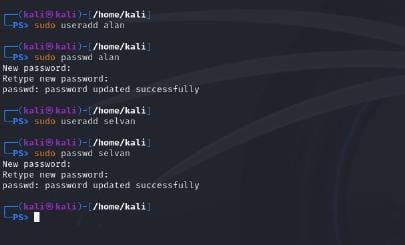 ┌──(kali㉿kali)-[/home/kali]
└─PS> sudo useradd alan
┌──(kali㉿kali)-[/home/kali]
└─PS> sudo passwd alan
New password:
Retype new password:
passwd: password updated successfully
┌──(kali㉿kali)-[/home/kali]
└─PS> sudo useradd selvan
┌──(kali㉿kali)-[/home/kali]
└─PS> sudo passwd selvan
New password:
Retype new password:
passwd: password updated successfully
┌──(kali㉿kali)-[/home/kali]
└─PS>